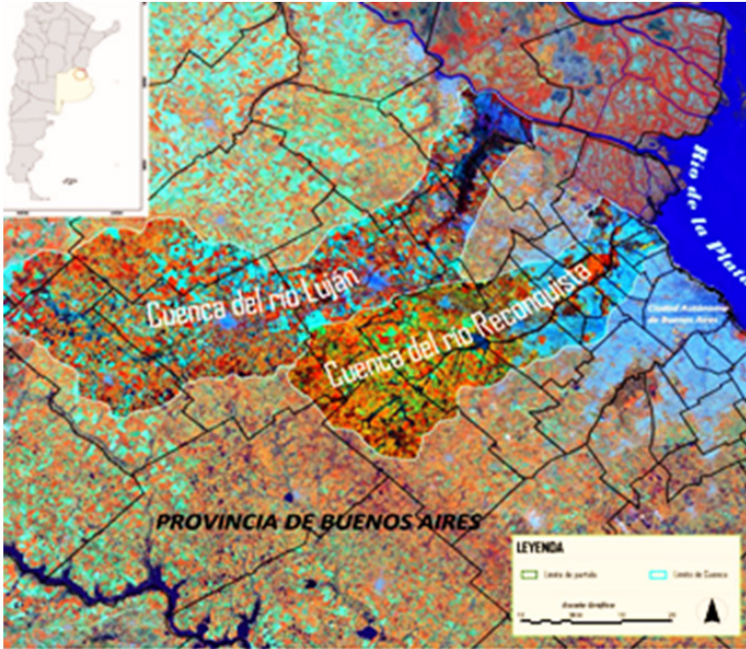 Río de la Plata
Cuenca del río Luján
Cuenca del río Reconquista
Ciudad Autónoma
de Buenos Aires
PROVINCIA DE BUENOS AIRES
LEYENDA
Límite de partido
Límite de Cuenca
Escala Gráfica